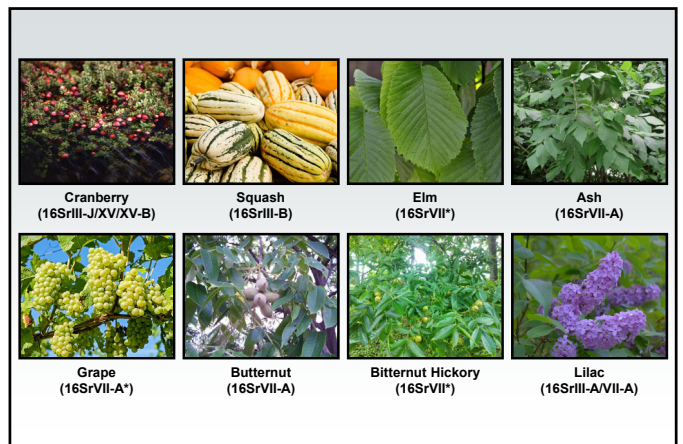 Cranberry
(16SrIII-J/XV/XV-B)
Squash
(16SrIII-B)
Elm
(16SrVII*)
Ash
(16SrVII-A)
Grape
(16SrVII-A*)
Butternut
(16SrVII-A)
Bitternut Hickory
(16SrVII*)
Lilac
(16SrIII-A/VII-A)